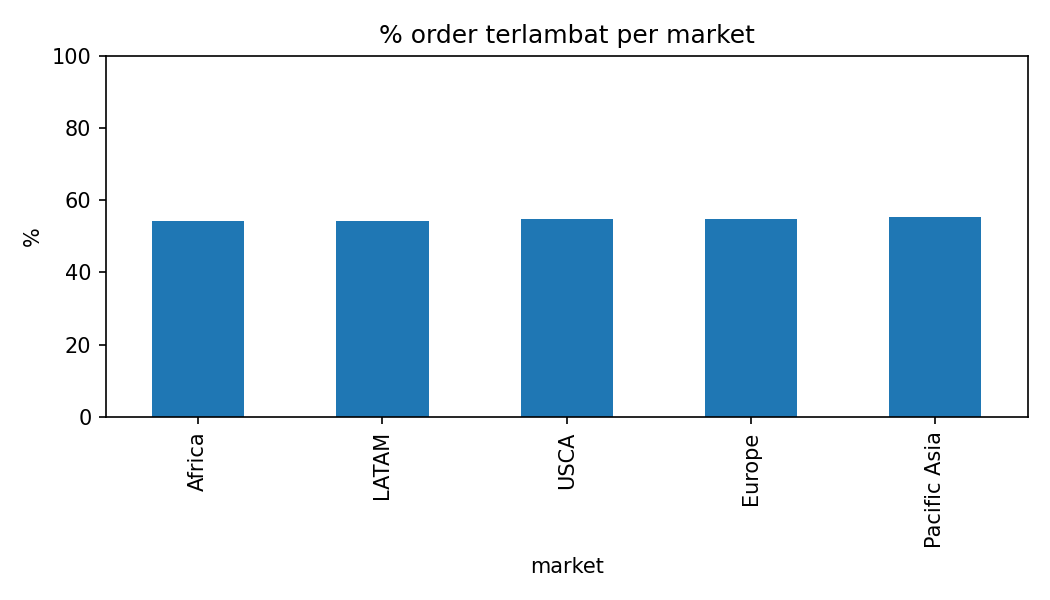 % order terlambat per market
%
100
80
60
40
20
0
Africa
LATAM
USCA
Europe
Pacific Asia
market